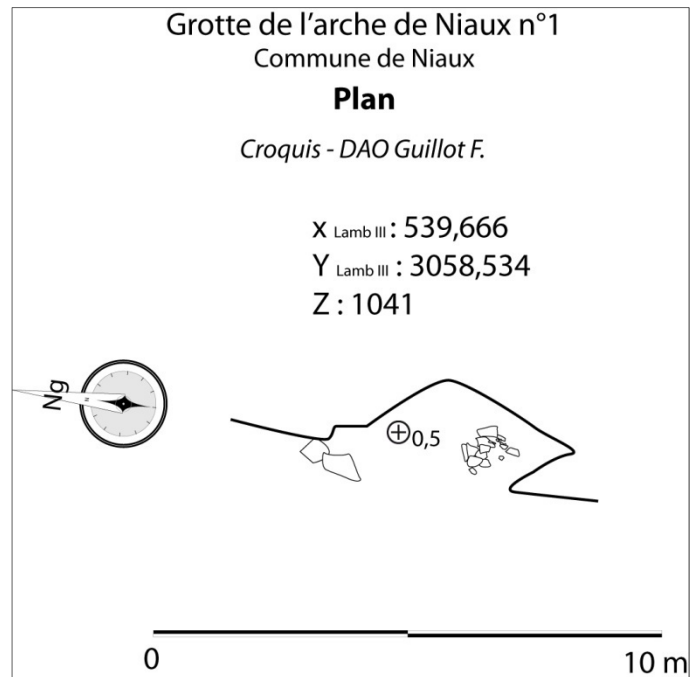 Grotte de l’arche de Niaux n°1
Commune de Niaux
Plan
Croquis - DAO Guillot F.
X Lamb III : 539,666
Y Lamb III : 3058,534
Z : 1041
Ng
0,5
0 10 m